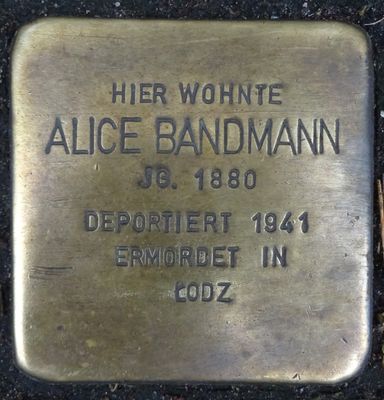 HIER WOHNTE
ALICE BANDMANN
JG. 1880
DEPORTIERT 1941
ERMORDET IN
ŁODZ